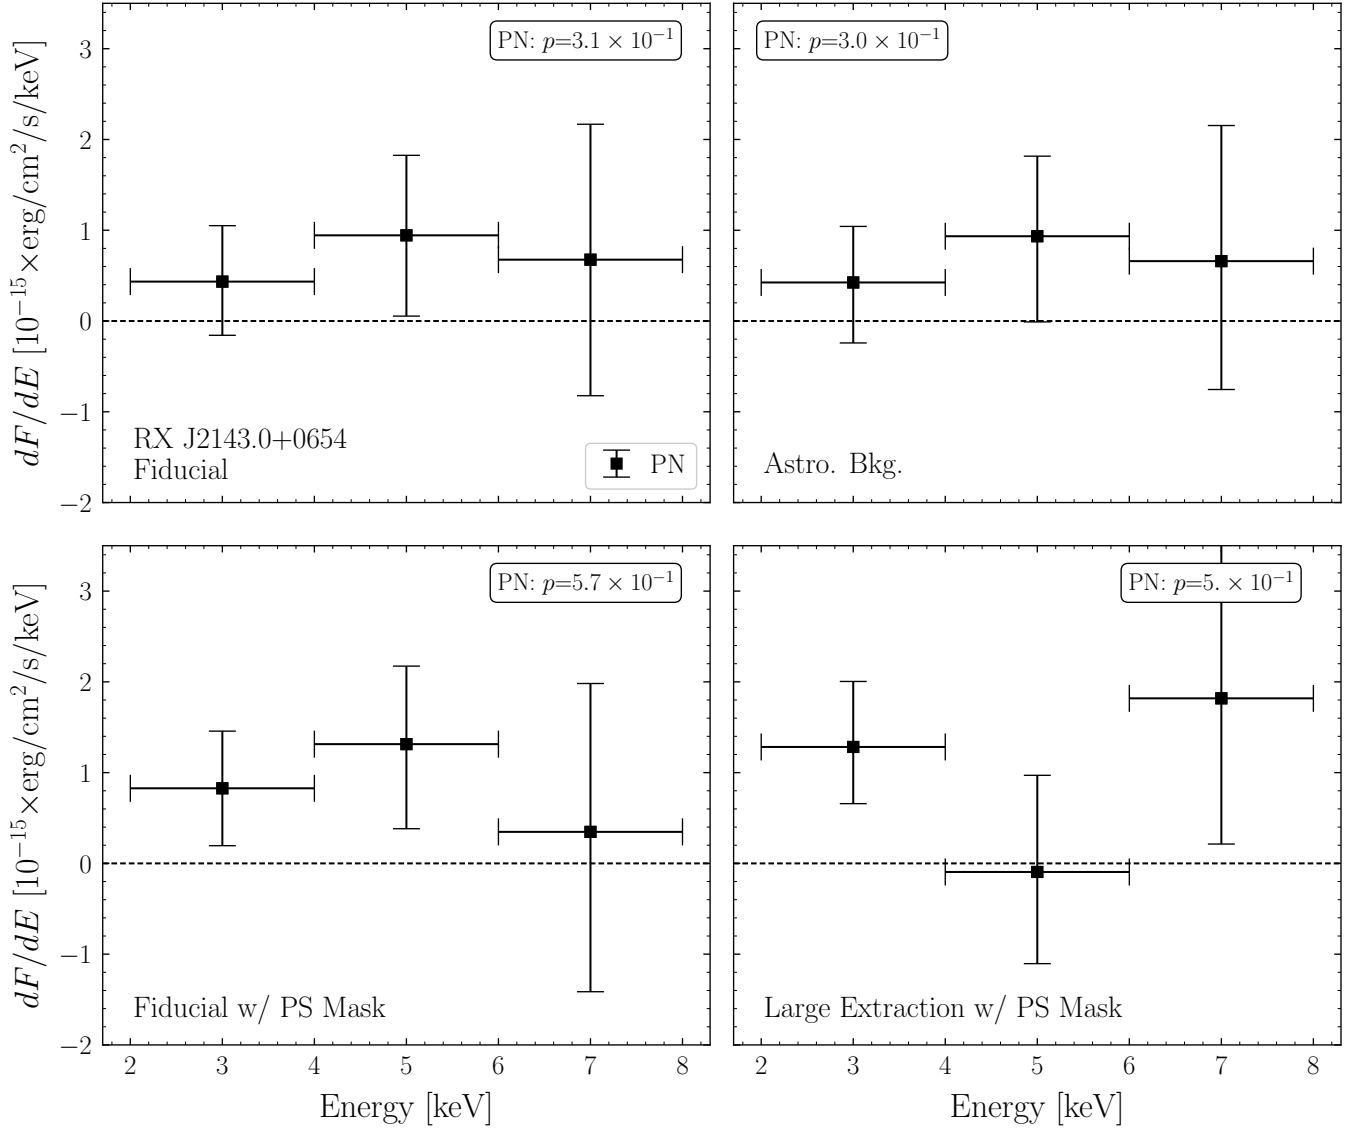 dF/dE [10⁻¹⁵×erg/cm²/s/keV]
3
2
1
0
−1
−2
PN: p=3.1 × 10⁻¹
RX J2143.0+0654
Fiducial
PN
PN: p=3.0 × 10⁻¹
Astro. Bkg.
dF/dE [10⁻¹⁵×erg/cm²/s/keV]
3
2
1
0
−1
−2
PN: p=5.7 × 10⁻¹
Fiducial w/ PS Mask
2 3 4 5 6 7 8
Energy [keV]
PN: p=5. × 10⁻¹
Large Extraction w/ PS Mask
2 3 4 5 6 7 8
Energy [keV]